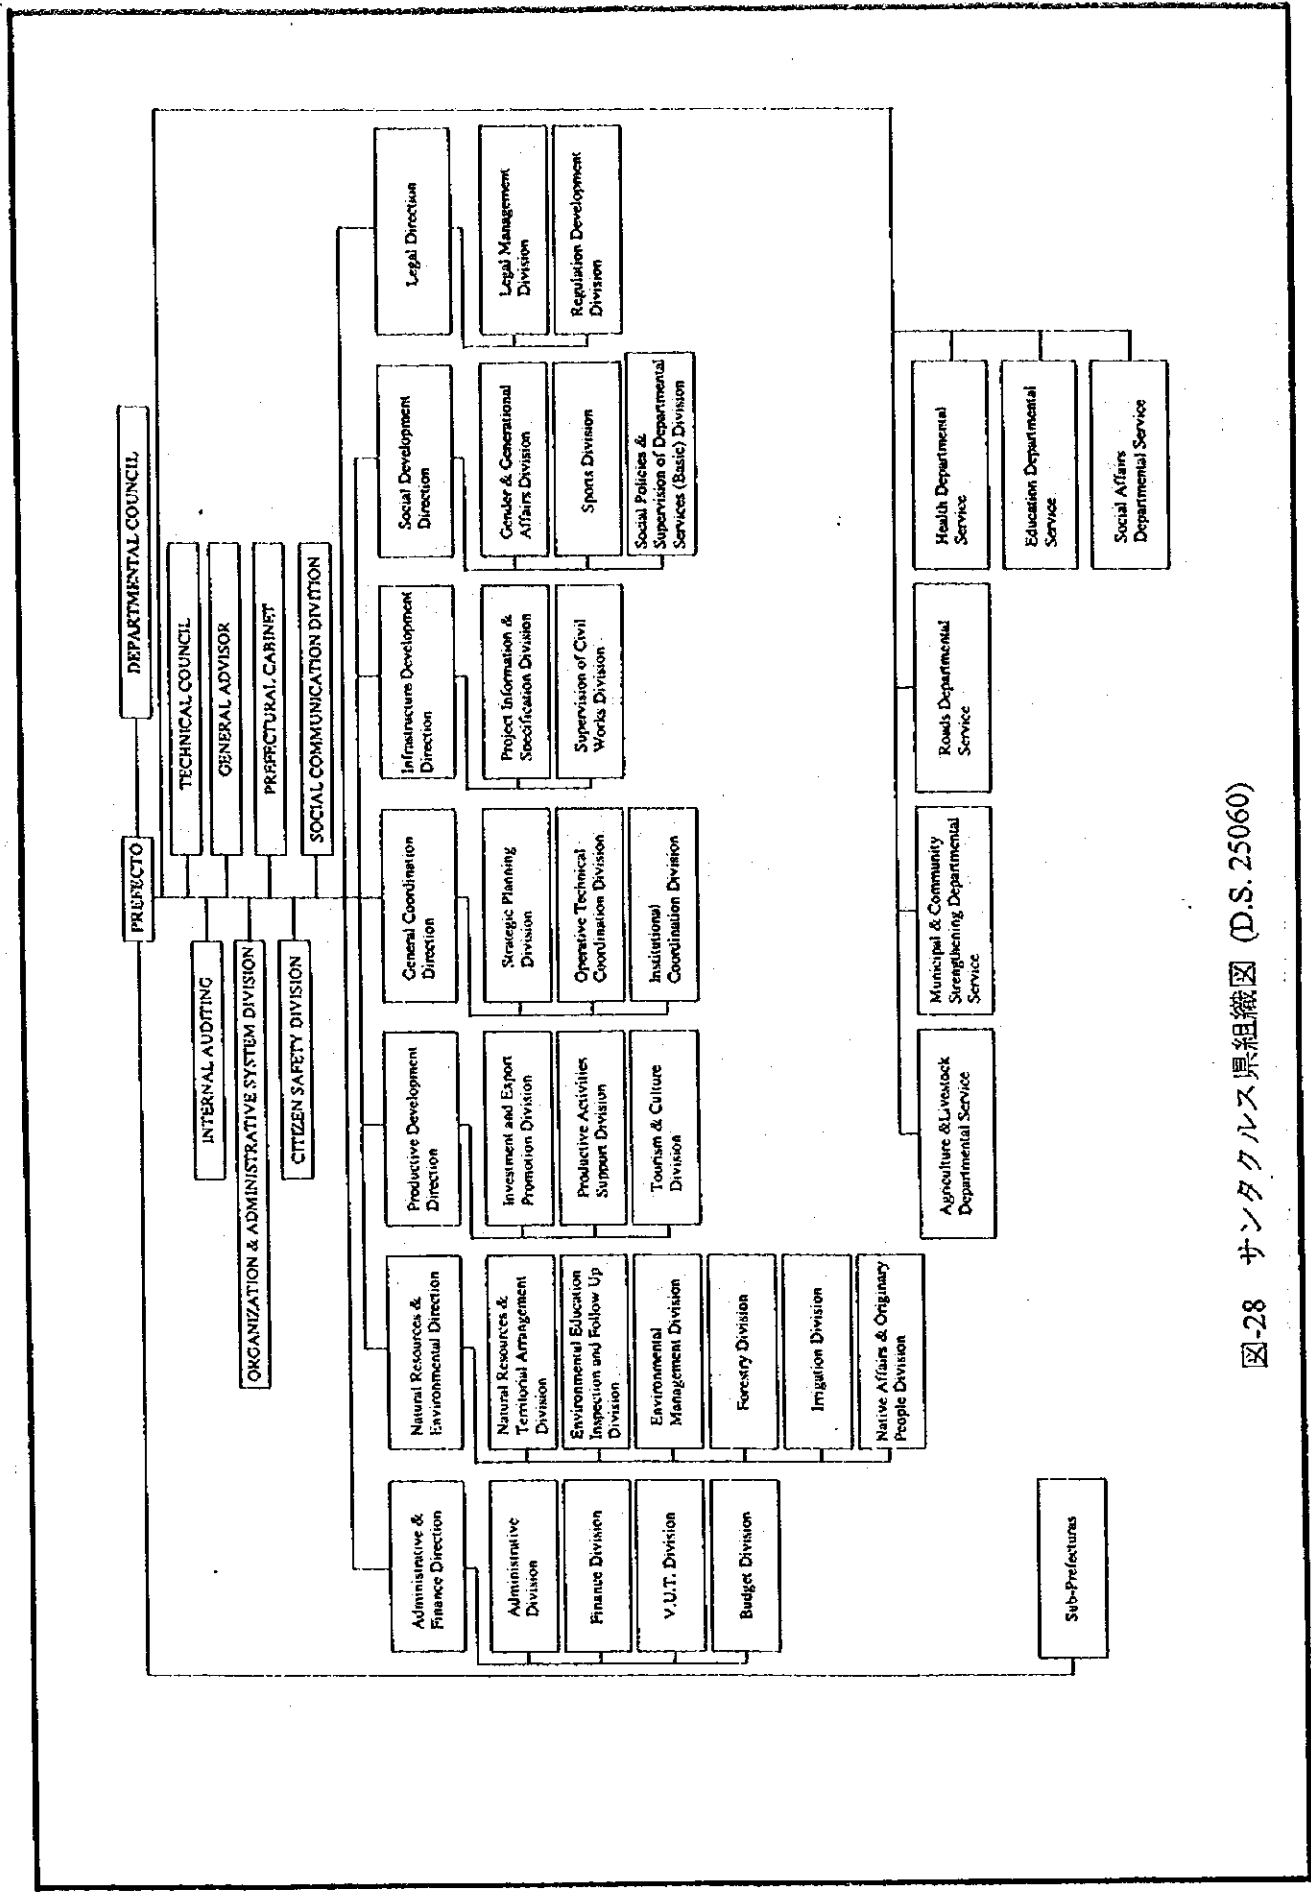 DEPARTMENTAL COUNCIL
PREFECTO
TECHNICAL COUNCIL
GENERAL ADVISOR
PREFECTURAL CABINET
SOCIAL COMMUNICATION DIVITION
INTERNAL AUDITING
ORGANIZATION & ADMINISTRATIVE SYSTEM DIVISION
CITIZEN SAFETY DIVISION
Administrative &
Finance Direction
Administrative
Division
Finance Division
V.U.T. Division
Budget Division
Natural Resources &
Environmental Direction
Natural Resources &
Territorial Arrangement
Division
Environmental Education
Inspection and Follow Up
Division
Environmental
Management Division
Forestry Division
Irrigation Division
Native Affairs & Originary
People Division
Productive Development
Direction
Investment and Export
Promotion Division
Productive Activities
Support Division
Tourism & Culture
Division
General Coordination
Direction
Strategic Planning
Division
Operative Technical
Coordination Division
Institutional
Coordination Division
Infrastructure Development
Direction
Project Information &
Specification Division
Supervision of Civil
Works Division
Social Development
Direction
Gender & Generational
Affairs Division
Sports Division
Social Policies &
Supervision of Departmental
Services (Basic) Division
Legal Direction
Legal Management
Division
Regulation Development
Division
Sub-Prefecturas
Agriculture &Livestock
Departmental Service
Municipal & Community
Strengthening Departmental
Service
Roads Departmental
Service
Health Departmental
Service
Education Departmental
Service
Social Affairs
Departmental Service
図-28 サンタクルス県組織図 (D.S. 25060)